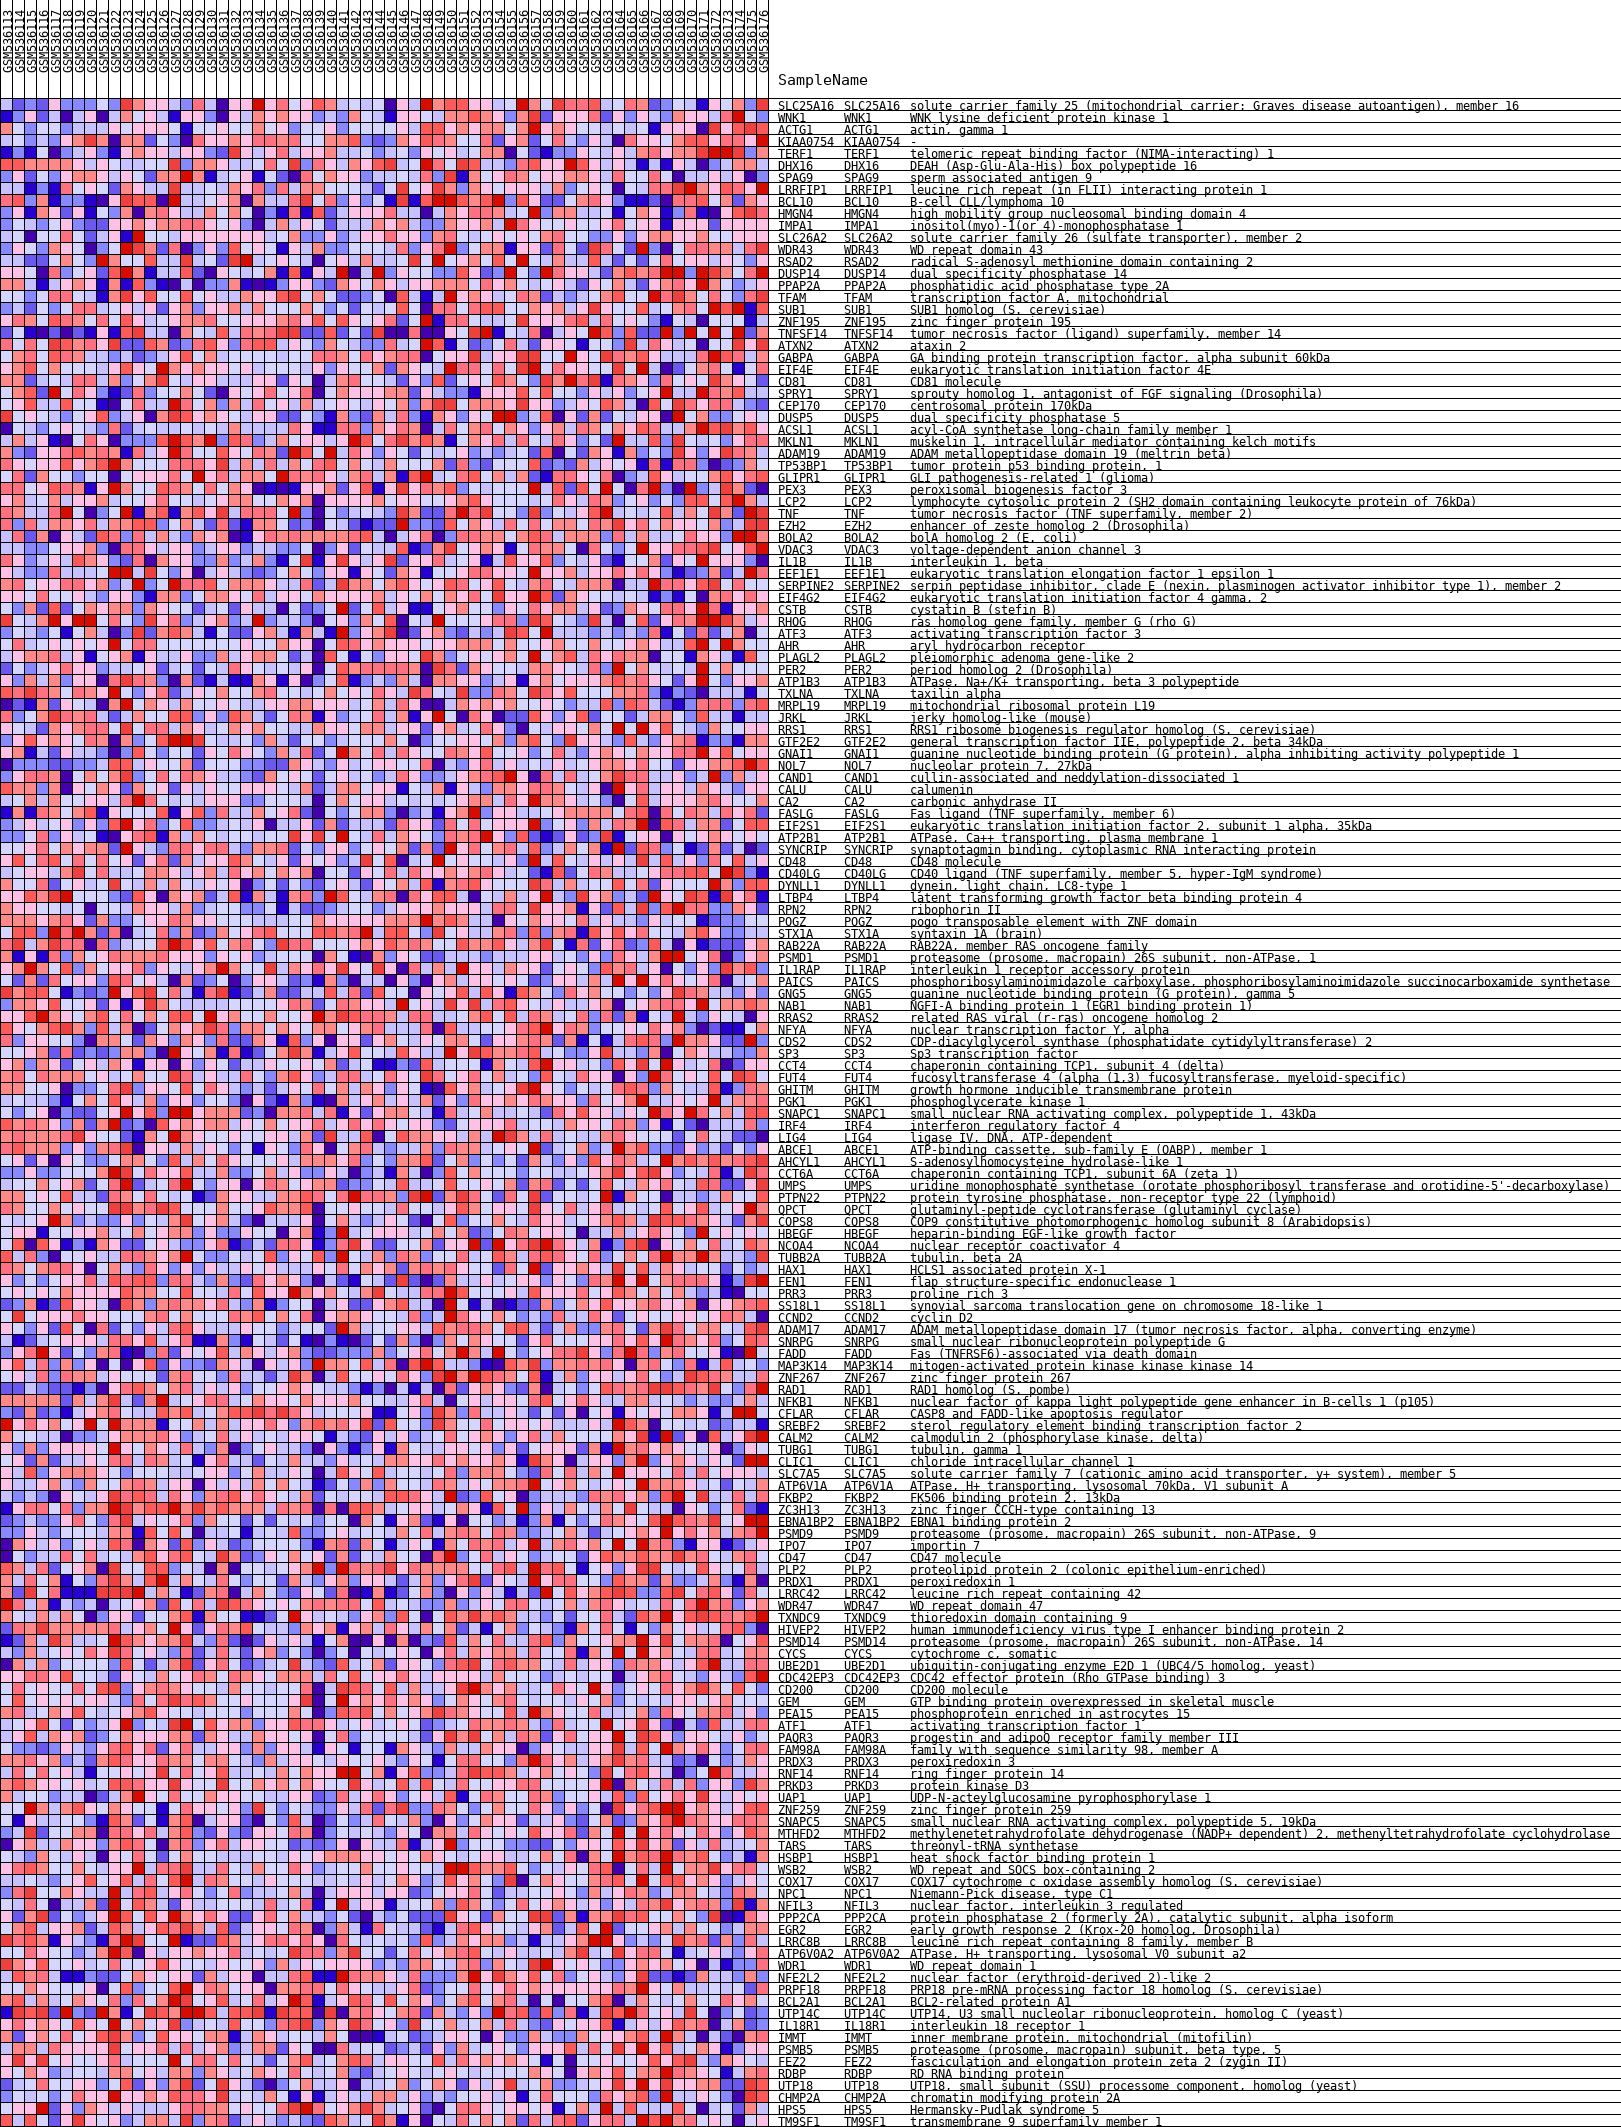 GSM536113
GSM536114
GSM536115
GSM536116
GSM536117
GSM536118
GSM536119
GSM536120
GSM536121
GSM536122
GSM536123
GSM536124
GSM536125
GSM536126
GSM536127
GSM536128
GSM536129
GSM536130
GSM536131
GSM536132
GSM536133
GSM536134
GSM536135
GSM536136
GSM536137
GSM536138
GSM536139
GSM536140
GSM536141
GSM536142
GSM536143
GSM536144
GSM536145
GSM536146
GSM536147
GSM536148
GSM536149
GSM536150
GSM536151
GSM536152
GSM536153
GSM536154
GSM536155
GSM536156
GSM536157
GSM536158
GSM536159
GSM536160
GSM536161
GSM536162
GSM536163
GSM536164
GSM536165
GSM536166
GSM536167
GSM536168
GSM536169
GSM536170
GSM536171
GSM536172
GSM536173
GSM536174
GSM536175
GSM536176
SampleName
SLC25A16 SLC25A16 solute carrier family 25 (mitochondrial carrier; Graves disease autoantigen), member 16
WNK1 WNK1 WNK lysine deficient protein kinase 1
ACTG1 ACTG1 actin, gamma 1
KIAA0754 KIAA0754 -
TERF1 TERF1 telomeric repeat binding factor (NIMA-interacting) 1
DHX16 DHX16 DEAH (Asp-Glu-Ala-His) box polypeptide 16
SPAG9 SPAG9 sperm associated antigen 9
LRRFIP1 LRRFIP1 leucine rich repeat (in FLII) interacting protein 1
BCL10 BCL10 B-cell CLL/lymphoma 10
HMGN4 HMGN4 high mobility group nucleosomal binding domain 4
IMPA1 IMPA1 inositol(myo)-1(or 4)-monophosphatase 1
SLC26A2 SLC26A2 solute carrier family 26 (sulfate transporter), member 2
WDR43 WDR43 WD repeat domain 43
RSAD2 RSAD2 radical S-adenosyl methionine domain containing 2
DUSP14 DUSP14 dual specificity phosphatase 14
PPAP2A PPAP2A phosphatidic acid phosphatase type 2A
TFAM TFAM transcription factor A, mitochondrial
SUB1 SUB1 SUB1 homolog (S. cerevisiae)
ZNF195 ZNF195 zinc finger protein 195
TNFSF14 TNFSF14 tumor necrosis factor (ligand) superfamily, member 14
ATXN2 ATXN2 ataxin 2
GABPA GABPA GA binding protein transcription factor, alpha subunit 60kDa
EIF4E EIF4E eukaryotic translation initiation factor 4E
CD81 CD81 CD81 molecule
SPRY1 SPRY1 sprouty homolog 1, antagonist of FGF signaling (Drosophila)
CEP170 CEP170 centrosomal protein 170kDa
DUSP5 DUSP5 dual specificity phosphatase 5
ACSL1 ACSL1 acyl-CoA synthetase long-chain family member 1
MKLN1 MKLN1 muskelin 1, intracellular mediator containing kelch motifs
ADAM19 ADAM19 ADAM metallopeptidase domain 19 (meltrin beta)
TP53BP1 TP53BP1 tumor protein p53 binding protein, 1
GLIPR1 GLIPR1 GLI pathogenesis-related 1 (glioma)
PEX3 PEX3 peroxisomal biogenesis factor 3
LCP2 LCP2 lymphocyte cytosolic protein 2 (SH2 domain containing leukocyte protein of 76kDa)
TNF TNF tumor necrosis factor (TNF superfamily, member 2)
EZH2 EZH2 enhancer of zeste homolog 2 (Drosophila)
BOLA2 BOLA2 bolA homolog 2 (E. coli)
VDAC3 VDAC3 voltage-dependent anion channel 3
IL1B IL1B interleukin 1, beta
EEF1E1 EEF1E1 eukaryotic translation elongation factor 1 epsilon 1
SERPINE2 SERPINE2 serpin peptidase inhibitor, clade E (nexin, plasminogen activator inhibitor type 1), member 2
EIF4G2 EIF4G2 eukaryotic translation initiation factor 4 gamma, 2
CSTB CSTB cystatin B (stefin B)
RHOG RHOG ras homolog gene family, member G (rho G)
ATF3 ATF3 activating transcription factor 3
AHR AHR aryl hydrocarbon receptor
PLAGL2 PLAGL2 pleiomorphic adenoma gene-like 2
PER2 PER2 period homolog 2 (Drosophila)
ATP1B3 ATP1B3 ATPase, Na+/K+ transporting, beta 3 polypeptide
TXLNA TXLNA taxilin alpha
MRPL19 MRPL19 mitochondrial ribosomal protein L19
JRKL JRKL jerky homolog-like (mouse)
RRS1 RRS1 RRS1 ribosome biogenesis regulator homolog (S. cerevisiae)
GTF2E2 GTF2E2 general transcription factor IIE, polypeptide 2, beta 34kDa
GNAI1 GNAI1 guanine nucleotide binding protein (G protein), alpha inhibiting activity polypeptide 1
NOL7 NOL7 nucleolar protein 7, 27kDa
CAND1 CAND1 cullin-associated and neddylation-dissociated 1
CALU CALU calumenin
CA2 CA2 carbonic anhydrase II
FASLG FASLG Fas ligand (TNF superfamily, member 6)
EIF2S1 EIF2S1 eukaryotic translation initiation factor 2, subunit 1 alpha, 35kDa
ATP2B1 ATP2B1 ATPase, Ca++ transporting, plasma membrane 1
SYNCRIP SYNCRIP synaptotagmin binding, cytoplasmic RNA interacting protein
CD48 CD48 CD48 molecule
CD40LG CD40LG CD40 ligand (TNF superfamily, member 5, hyper-IgM syndrome)
DYNLL1 DYNLL1 dynein, light chain, LC8-type 1
LTBP4 LTBP4 latent transforming growth factor beta binding protein 4
RPN2 RPN2 ribophorin II
POGZ POGZ pogo transposable element with ZNF domain
STX1A STX1A syntaxin 1A (brain)
RAB22A RAB22A RAB22A, member RAS oncogene family
PSMD1 PSMD1 proteasome (prosome, macropain) 26S subunit, non-ATPase, 1
IL1RAP IL1RAP interleukin 1 receptor accessory protein
PAICS PAICS phosphoribosylaminoimidazole carboxylase, phosphoribosylaminoimidazole succinocarboxamide synthetase
GNG5 GNG5 guanine nucleotide binding protein (G protein), gamma 5
NAB1 NAB1 NGFI-A binding protein 1 (EGR1 binding protein 1)
RRAS2 RRAS2 related RAS viral (r-ras) oncogene homolog 2
NFYA NFYA nuclear transcription factor Y, alpha
CDS2 CDS2 CDP-diacylglycerol synthase (phosphatidate cytidylyltransferase) 2
SP3 SP3 Sp3 transcription factor
CCT4 CCT4 chaperonin containing TCP1, subunit 4 (delta)
FUT4 FUT4 fucosyltransferase 4 (alpha (1,3) fucosyltransferase, myeloid-specific)
GHITM GHITM growth hormone inducible transmembrane protein
PGK1 PGK1 phosphoglycerate kinase 1
SNAPC1 SNAPC1 small nuclear RNA activating complex, polypeptide 1, 43kDa
IRF4 IRF4 interferon regulatory factor 4
LIG4 LIG4 ligase IV, DNA, ATP-dependent
ABCE1 ABCE1 ATP-binding cassette, sub-family E (OABP), member 1
AHCYL1 AHCYL1 S-adenosylhomocysteine hydrolase-like 1
CCT6A CCT6A chaperonin containing TCP1, subunit 6A (zeta 1)
UMPS UMPS uridine monophosphate synthetase (orotate phosphoribosyl transferase and orotidine-5'-decarboxylase)
PTPN22 PTPN22 protein tyrosine phosphatase, non-receptor type 22 (lymphoid)
QPCT QPCT glutaminyl-peptide cyclotransferase (glutaminyl cyclase)
COPS8 COPS8 COP9 constitutive photomorphogenic homolog subunit 8 (Arabidopsis)
HBEGF HBEGF heparin-binding EGF-like growth factor
NCOA4 NCOA4 nuclear receptor coactivator 4
TUBB2A TUBB2A tubulin, beta 2A
HAX1 HAX1 HCLS1 associated protein X-1
FEN1 FEN1 flap structure-specific endonuclease 1
PRR3 PRR3 proline rich 3
SS18L1 SS18L1 synovial sarcoma translocation gene on chromosome 18-like 1
CCND2 CCND2 cyclin D2
ADAM17 ADAM17 ADAM metallopeptidase domain 17 (tumor necrosis factor, alpha, converting enzyme)
SNRPG SNRPG small nuclear ribonucleoprotein polypeptide G
FADD FADD Fas (TNFRSF6)-associated via death domain
MAP3K14 MAP3K14 mitogen-activated protein kinase kinase kinase 14
ZNF267 ZNF267 zinc finger protein 267
RAD1 RAD1 RAD1 homolog (S. pombe)
NFKB1 NFKB1 nuclear factor of kappa light polypeptide gene enhancer in B-cells 1 (p105)
CFLAR CFLAR CASP8 and FADD-like apoptosis regulator
SREBF2 SREBF2 sterol regulatory element binding transcription factor 2
CALM2 CALM2 calmodulin 2 (phosphorylase kinase, delta)
TUBG1 TUBG1 tubulin, gamma 1
CLIC1 CLIC1 chloride intracellular channel 1
SLC7A5 SLC7A5 solute carrier family 7 (cationic amino acid transporter, y+ system), member 5
ATP6V1A ATP6V1A ATPase, H+ transporting, lysosomal 70kDa, V1 subunit A
FKBP2 FKBP2 FK506 binding protein 2, 13kDa
ZC3H13 ZC3H13 zinc finger CCCH-type containing 13
EBNA1BP2 EBNA1BP2 EBNA1 binding protein 2
PSMD9 PSMD9 proteasome (prosome, macropain) 26S subunit, non-ATPase, 9
IPO7 IPO7 importin 7
CD47 CD47 CD47 molecule
PLP2 PLP2 proteolipid protein 2 (colonic epithelium-enriched)
PRDX1 PRDX1 peroxiredoxin 1
LRRC42 LRRC42 leucine rich repeat containing 42
WDR47 WDR47 WD repeat domain 47
TXNDC9 TXNDC9 thioredoxin domain containing 9
HIVEP2 HIVEP2 human immunodeficiency virus type I enhancer binding protein 2
PSMD14 PSMD14 proteasome (prosome, macropain) 26S subunit, non-ATPase, 14
CYCS CYCS cytochrome c, somatic
UBE2D1 UBE2D1 ubiquitin-conjugating enzyme E2D 1 (UBC4/5 homolog, yeast)
CDC42EP3 CDC42EP3 CDC42 effector protein (Rho GTPase binding) 3
CD200 CD200 CD200 molecule
GEM GEM GTP binding protein overexpressed in skeletal muscle
PEA15 PEA15 phosphoprotein enriched in astrocytes 15
ATF1 ATF1 activating transcription factor 1
PAQR3 PAQR3 progestin and adipoQ receptor family member III
FAM98A FAM98A family with sequence similarity 98, member A
PRDX3 PRDX3 peroxiredoxin 3
RNF14 RNF14 ring finger protein 14
PRKD3 PRKD3 protein kinase D3
UAP1 UAP1 UDP-N-acteylglucosamine pyrophosphorylase 1
ZNF259 ZNF259 zinc finger protein 259
SNAPC5 SNAPC5 small nuclear RNA activating complex, polypeptide 5, 19kDa
MTHFD2 MTHFD2 methylenetetrahydrofolate dehydrogenase (NADP+ dependent) 2, methenyltetrahydrofolate cyclohydrolase
TARS TARS threonyl-tRNA synthetase
HSBP1 HSBP1 heat shock factor binding protein 1
WSB2 WSB2 WD repeat and SOCS box-containing 2
COX17 COX17 COX17 cytochrome c oxidase assembly homolog (S. cerevisiae)
NPC1 NPC1 Niemann-Pick disease, type C1
NFIL3 NFIL3 nuclear factor, interleukin 3 regulated
PPP2CA PPP2CA protein phosphatase 2 (formerly 2A), catalytic subunit, alpha isoform
EGR2 EGR2 early growth response 2 (Krox-20 homolog, Drosophila)
LRRC8B LRRC8B leucine rich repeat containing 8 family, member B
ATP6V0A2 ATP6V0A2 ATPase, H+ transporting, lysosomal V0 subunit a2
WDR1 WDR1 WD repeat domain 1
NFE2L2 NFE2L2 nuclear factor (erythroid-derived 2)-like 2
PRPF18 PRPF18 PRP18 pre-mRNA processing factor 18 homolog (S. cerevisiae)
BCL2A1 BCL2A1 BCL2-related protein A1
UTP14C UTP14C UTP14, U3 small nucleolar ribonucleoprotein, homolog C (yeast)
IL18R1 IL18R1 interleukin 18 receptor 1
IMMT IMMT inner membrane protein, mitochondrial (mitofilin)
PSMB5 PSMB5 proteasome (prosome, macropain) subunit, beta type, 5
FEZ2 FEZ2 fasciculation and elongation protein zeta 2 (zygin II)
RDBP RDBP RD RNA binding protein
UTP18 UTP18 UTP18, small subunit (SSU) processome component, homolog (yeast)
CHMP2A CHMP2A chromatin modifying protein 2A
HPS5 HPS5 Hermansky-Pudlak syndrome 5
TM9SF1 TM9SF1 transmembrane 9 superfamily member 1